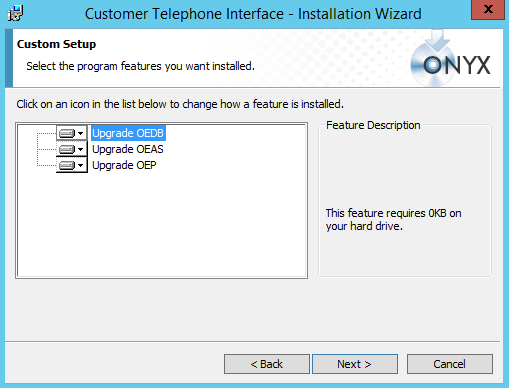 Customer Telephone Interface - Installation Wizard
x
Custom Setup
Select the program features you want installed.
ONYX
Click on an icon in the list below to change how a feature is installed.
Upgrade OEDB
Upgrade OEAS
Upgrade OEP
Feature Description
This feature requires 0KB on
your hard drive.
< Back
Next >
Cancel